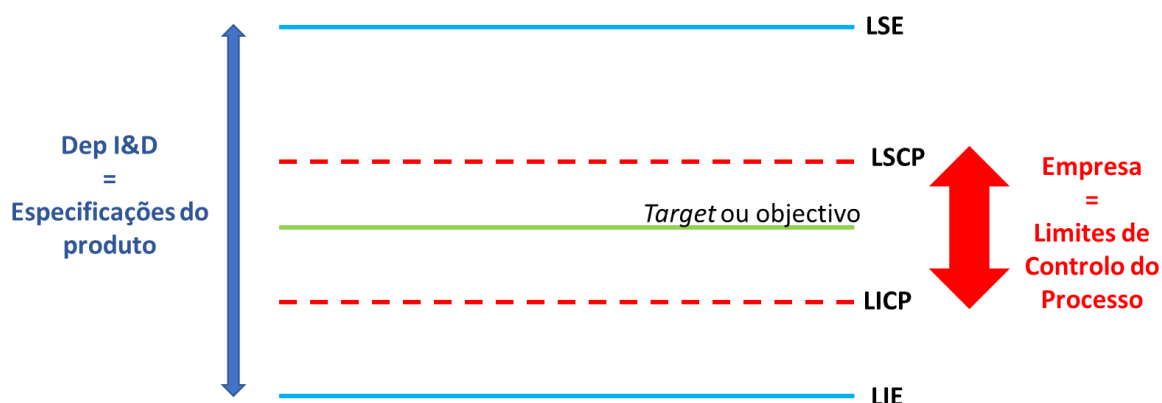 LSE
Dep I&D
=
Especificações do
produto
LSCP
Target ou objectivo
LICP
Empresa
=
Limites de
Controlo do
Processo
LIE